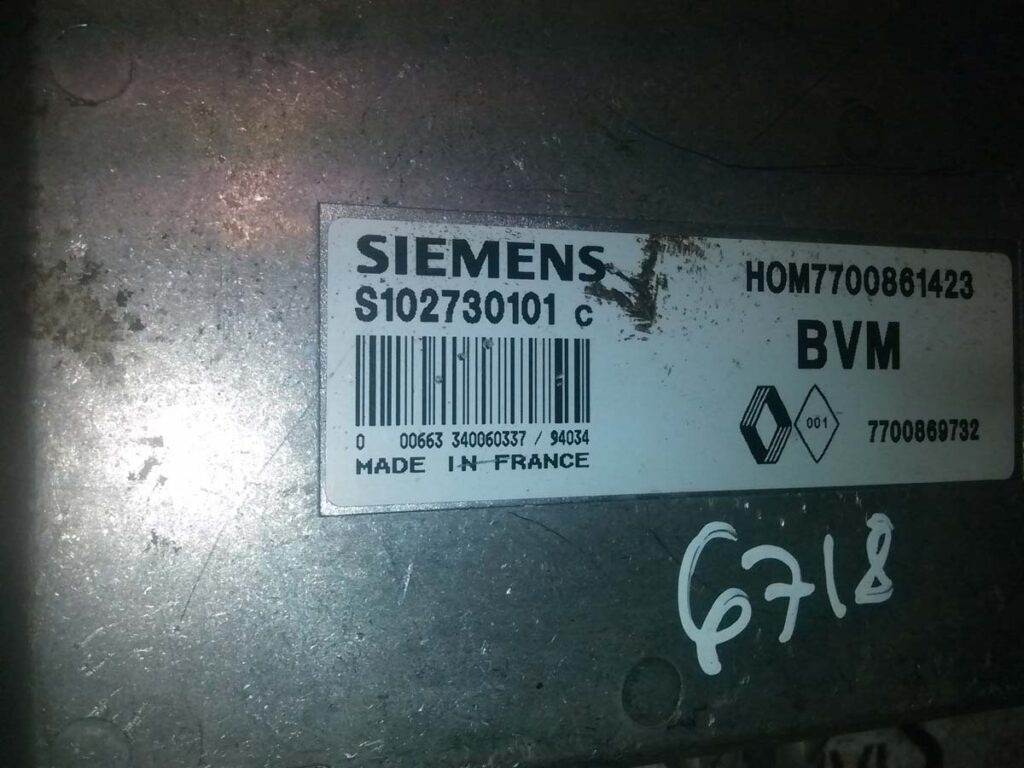 SIEMENS
S102730101 C
0 00663 340060337 / 94034
MADE IN FRANCE
HOM7700861423
BVM
001
7700869732
6718